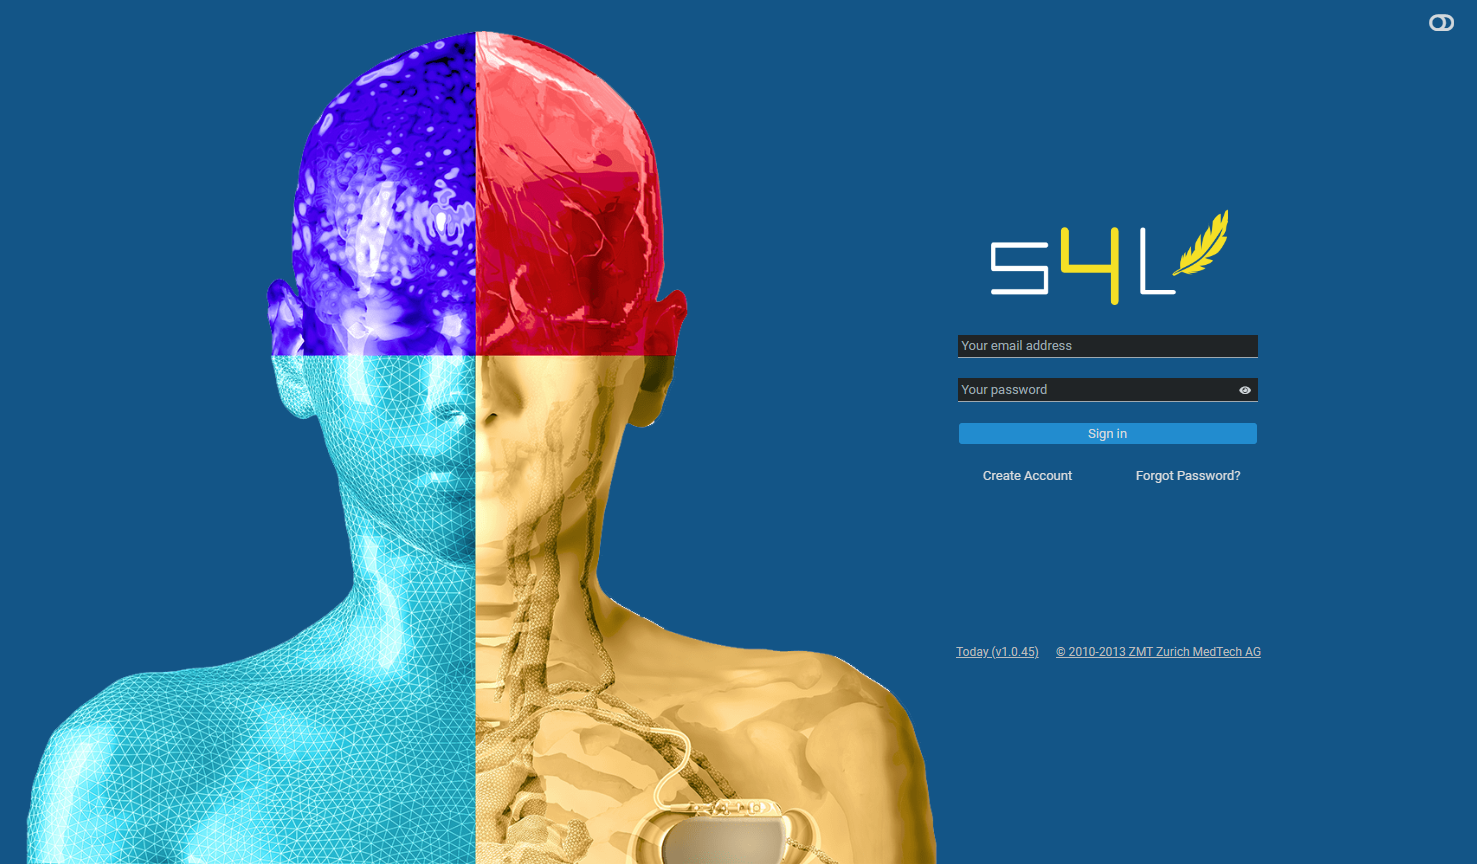 S4L
Your email address
Your password
Sign in
Create Account Forgot Password?
Today (v1.0.45) © 2010-2013 ZMT Zurich MedTech AG